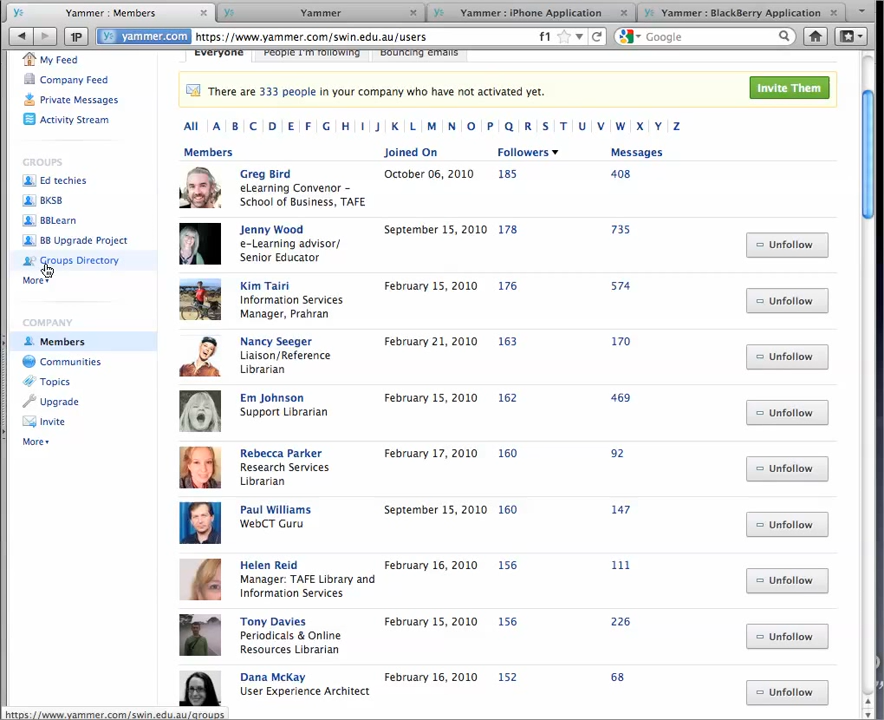 Yammer : Members
Yammer
Yammer : iPhone Application
Yammer : BlackBerry Application
1P
yammer.com
https://www.yammer.com/swin.edu.au/users
f1
Google
My Feed
Company Feed
Private Messages
Activity Stream
GROUPS
Ed techies
BKSB
BBLearn
BB Upgrade Project
Groups Directory
More
COMPANY
Members
Communities
Topics
Upgrade
Invite
More
Everyone
People I'm following
Bouncing emails
There are 333 people in your company who have not activated yet.
Invite Them
All A B C D E F G H I J K L M N O P Q R S T U V W X Y Z
Members Joined On Followers Messages
Greg Bird October 06, 2010 185 408
eLearning Convenor -
School of Business, TAFE
Jenny Wood September 15, 2010 178 735
e-Learning advisor/
Senior Educator
Unfollow
Kim Tairi February 15, 2010 176 574
Information Services
Manager, Prahran
Unfollow
Nancy Seeger February 21, 2010 163 170
Liaison/Reference
Librarian
Unfollow
Em Johnson February 15, 2010 162 469
Support Librarian
Unfollow
Rebecca Parker February 17, 2010 160 92
Research Services
Librarian
Unfollow
Paul Williams September 15, 2010 160 147
WebCT Guru
Unfollow
Helen Reid February 16, 2010 156 111
Manager: TAFE Library and
Information Services
Unfollow
Tony Davies February 15, 2010 156 226
Periodicals & Online
Resources Librarian
Unfollow
Dana McKay February 16, 2010 152 68
User Experience Architect
Unfollow
https://www.yammer.com/swin.edu.au/groups